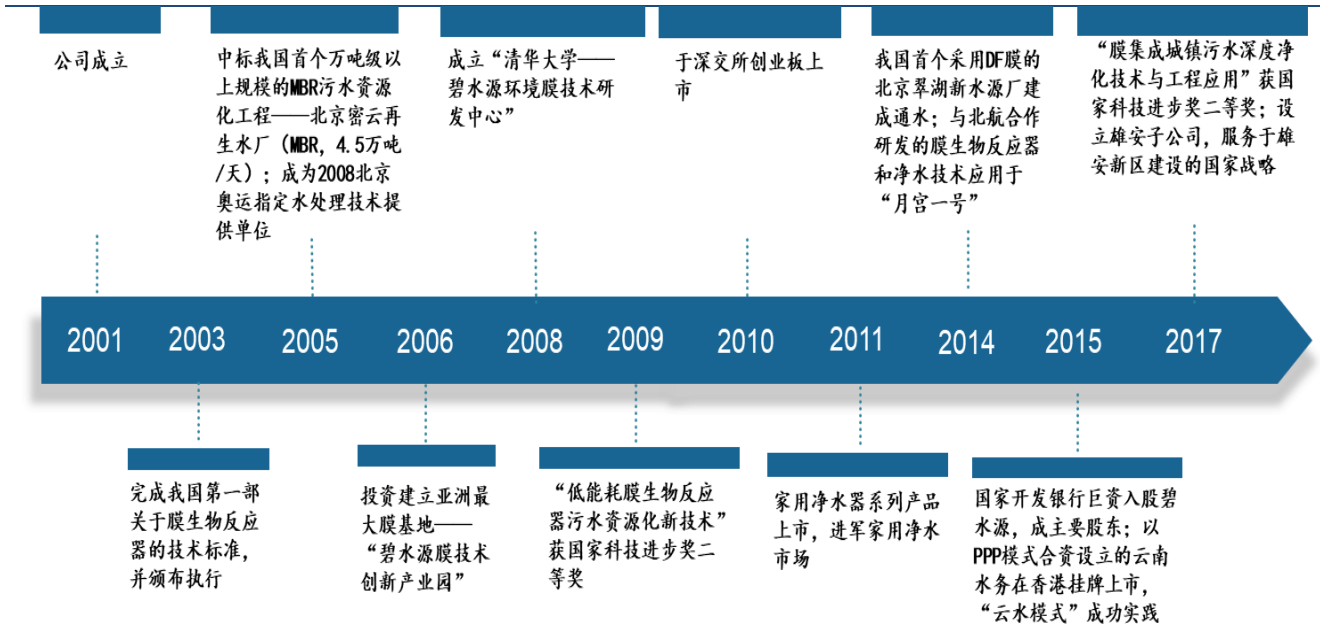 公司成立
中标我国首个万吨级以
上规模的MBR污水资源
化工程——北京密云再
生水厂（MBR，4.5万吨
/天）；成为2008北京
奥运指定水处理技术提
供单位
成立“清华大学——
碧水源环境膜技术研
发中心”
于深交所创业板上
市
我国首个采用DF膜的
北京翠湖新水源厂建
成通水；与北航合作
研发的膜生物反应器
和净水技术应用于
“月宫一号”
“膜集成城镇污水深度净
化技术与工程应用”获国
家科技进步奖二等奖；设
立雄安子公司，服务于雄
安新区建设的国家战略
2001 2003 2005 2006 2008 2009 2010 2011 2014 2015 2017
完成我国第一部
关于膜生物反应
器的技术标准，
并颁布执行
投资建立亚洲最
大膜基地——
“碧水源膜技术
创新产业园”
“低能耗膜生物反应
器污水资源化新技术”
获国家科技进步奖二
等奖
家用净水器系列产品
上市，进军家用净水
市场
国家开发银行巨资入股碧
水源，成主要股东；以
PPP模式合资设立的云南
水务在香港挂牌上市，
“云水模式”成功实践